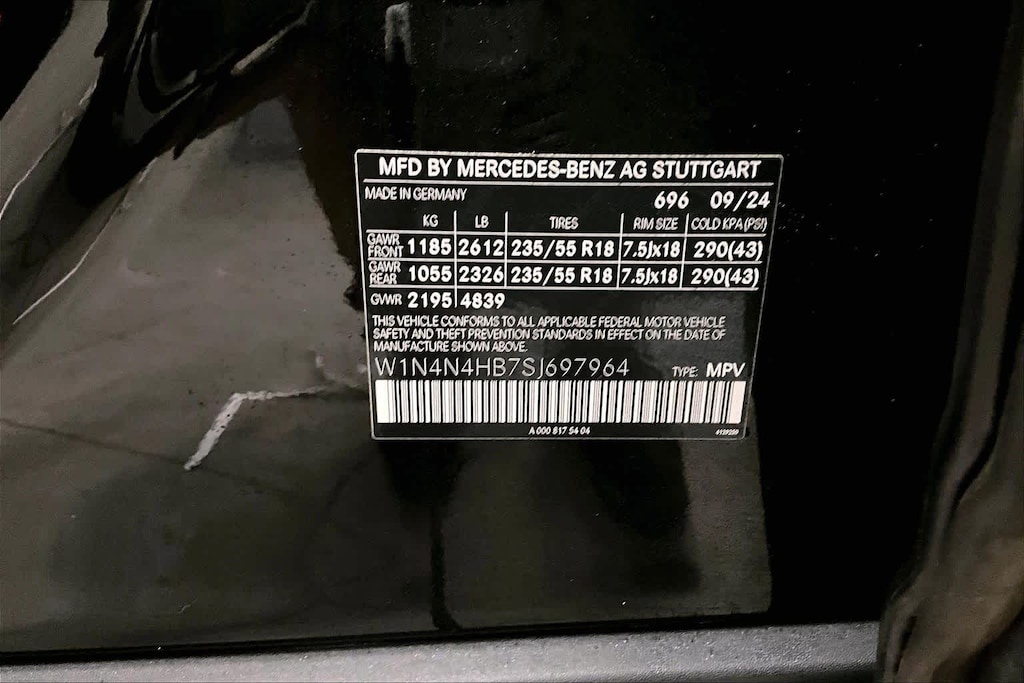 MFD BY MERCEDES-BENZ AG STUTTGART
MADE IN GERMANY 696 09/24
KG LB TIRES RIM SIZE COLD KPA(PSI)
GAWR FRONT 1185 2612 235/55 R18 7.5Jx18 290(43)
GAWR REAR 1055 2326 235/55 R18 7.5Jx18 290(43)
GVWR 2195 4839
THIS VEHICLE CONFORMS TO ALL APPLICABLE FEDERAL MOTOR VEHICLE
SAFETY AND THEFT PREVENTION STANDARDS IN EFFECT ON THE DATE OF
MANUFACTURE SHOWN ABOVE.
W1N4N4HB7SJ697964 TYPE: MPV
A 000 817 54 04